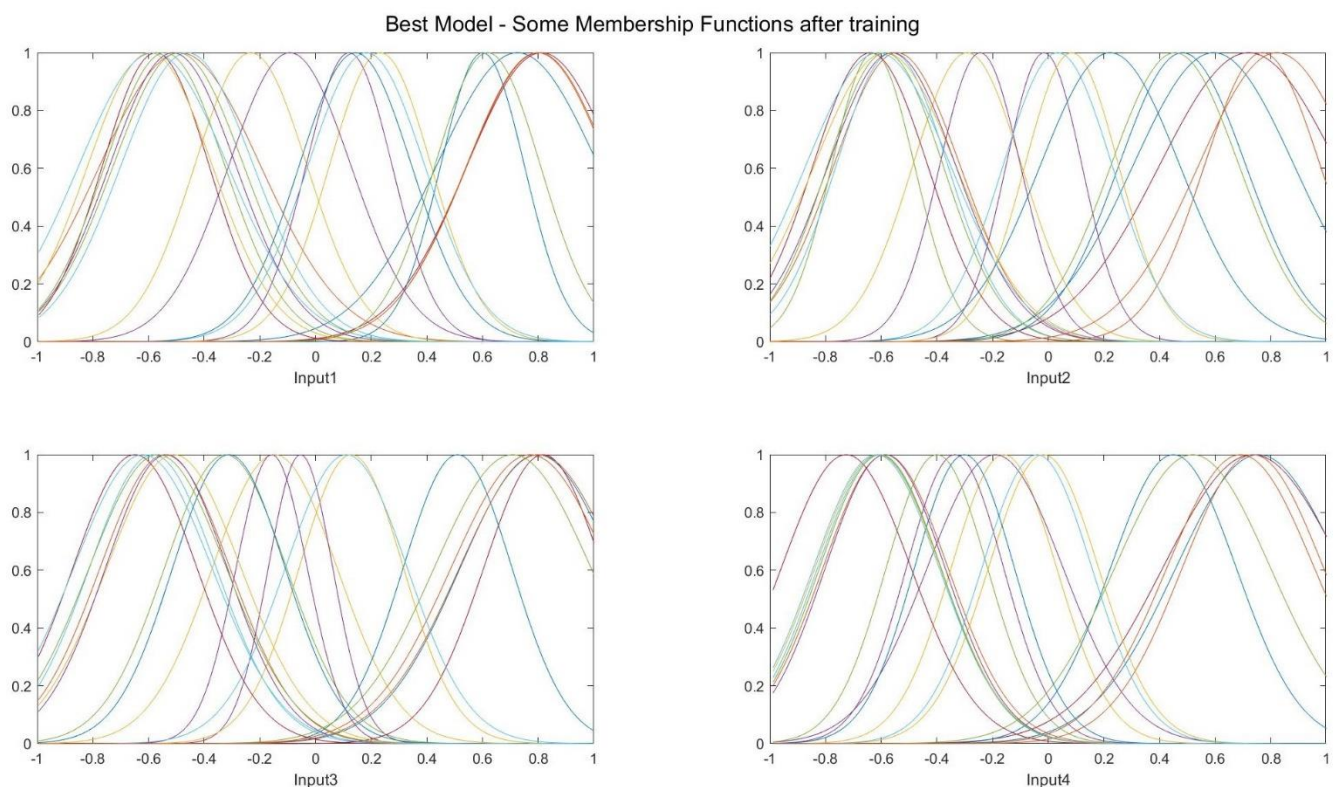 Best Model - Some Membership Functions after training
1 1
0.8 0.8
0.6 0.6
0.4 0.4
0.2 0.2
0 0
-1 -0.8 -0.6 -0.4 -0.2 0 0.2 0.4 0.6 0.8 1 -1 -0.8 -0.6 -0.4 -0.2 0 0.2 0.4 0.6 0.8 1
Input1 Input2
1 1
0.8 0.8
0.6 0.6
0.4 0.4
0.2 0.2
0 0
-1 -0.8 -0.6 -0.4 -0.2 0 0.2 0.4 0.6 0.8 1 -1 -0.8 -0.6 -0.4 -0.2 0 0.2 0.4 0.6 0.8 1
Input3 Input4